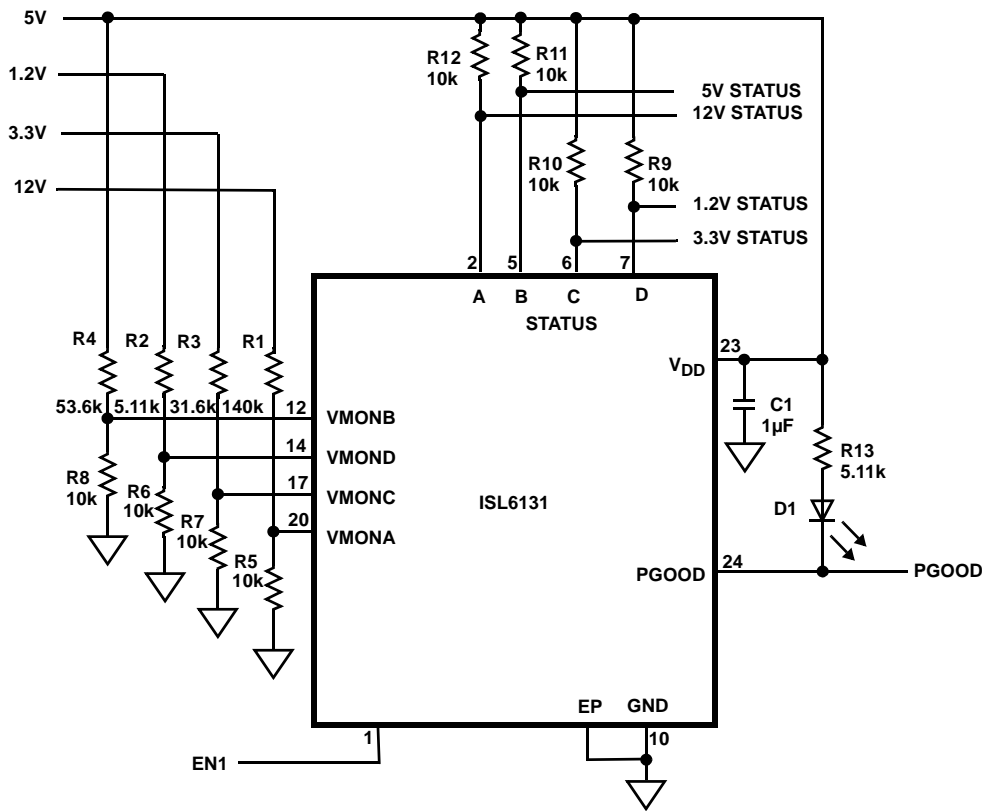 5V
1.2V
3.3V
12V
R12
10k
R11
10k
5V STATUS
12V STATUS
R10
10k
R9
10k
1.2V STATUS
3.3V STATUS
2
5
6
7
A
B
C
D
STATUS
R4
R2
R3
R1
53.6k
5.11k
31.6k
140k
12
VMONB
14
VMOND
17
VMONC
20
VMONA
R8
10k
R6
10k
R7
10k
R5
10k
ISL6131
23
VDD
C1
1µF
R13
5.11k
D1
24
PGOOD
PGOOD
EP
GND
1
10
EN1